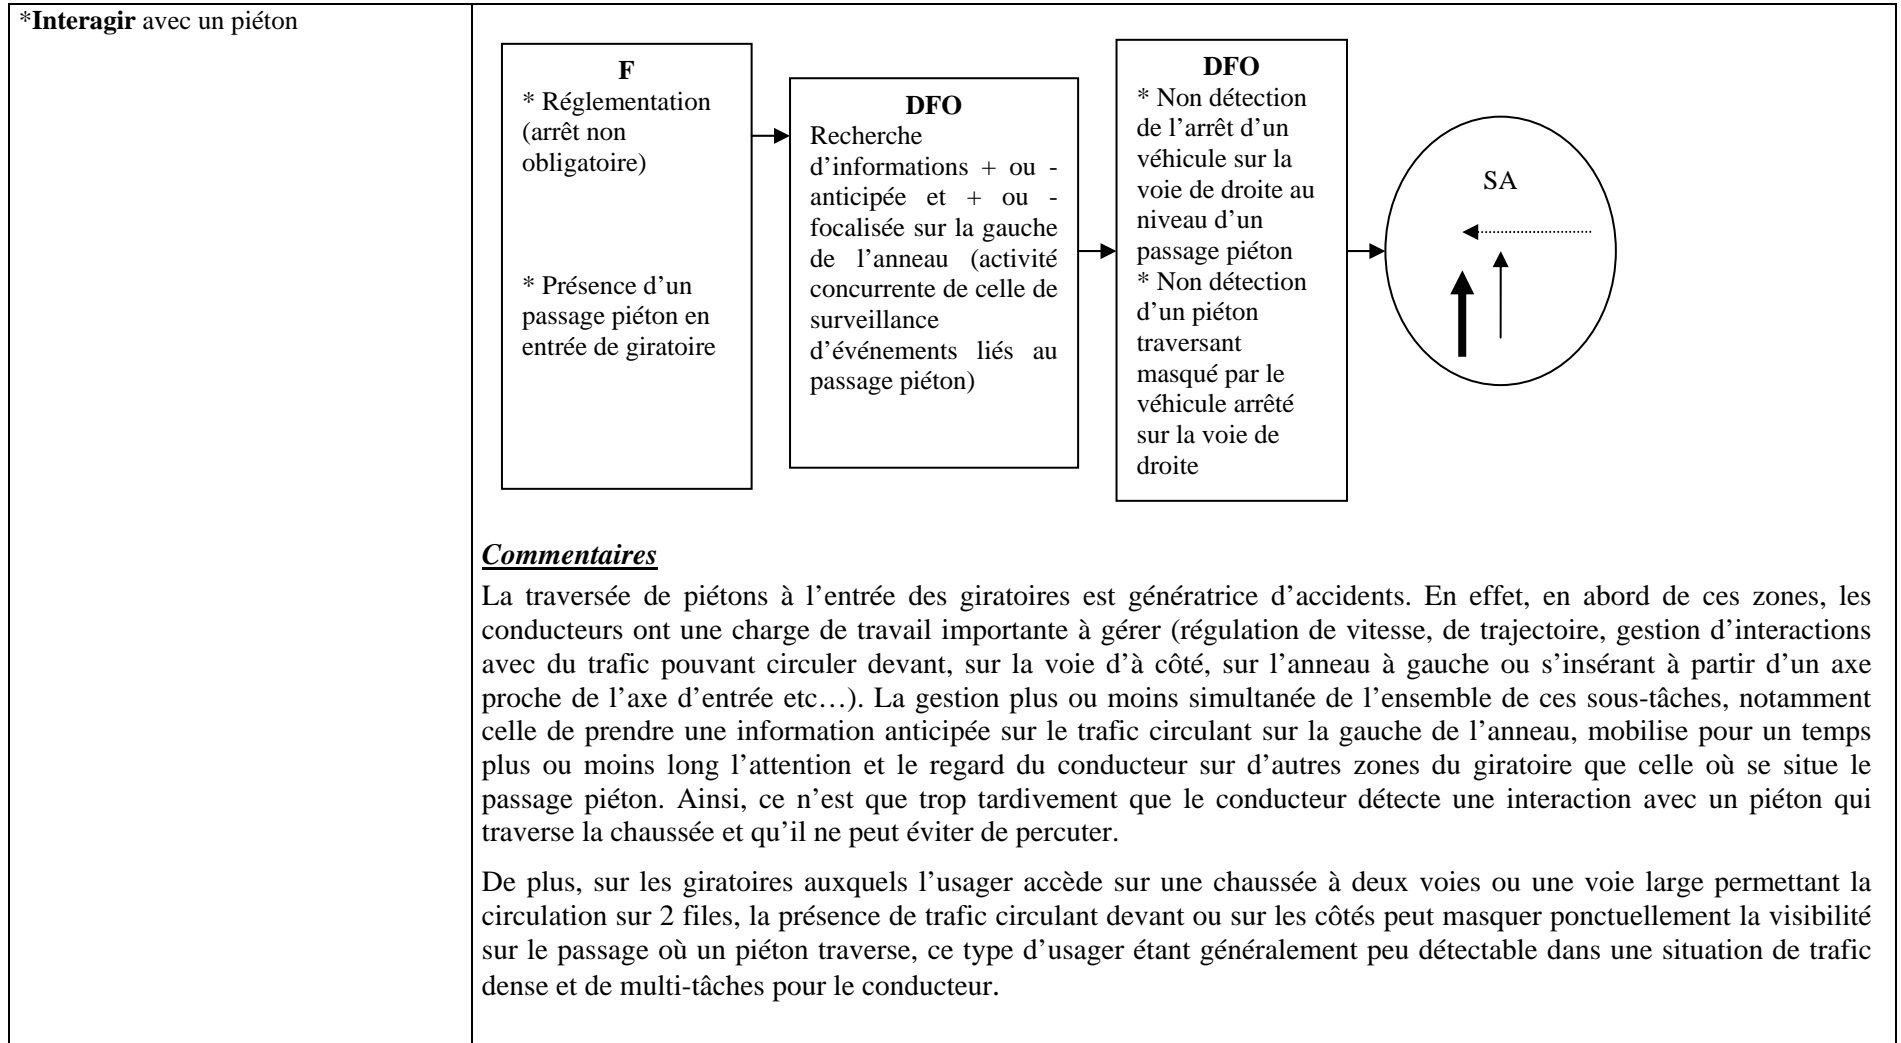 *Interagir avec un piéton
F
* Réglementation
(arrêt non
obligatoire)
* Présence d’un
passage piéton en
entrée de giratoire
DFO
Recherche
d’informations + ou -
anticipée et + ou -
focalisée sur la gauche
de l’anneau (activité
concurrente de celle de
surveillance
d’événements liés au
passage piéton)
DFO
* Non détection
de l’arrêt d’un
véhicule sur la
voie de droite au
niveau d’un
passage piéton
* Non détection
d’un piéton
traversant
masqué par le
véhicule arrêté
sur la voie de
droite
SA
Commentaires
La traversée de piétons à l’entrée des giratoires est génératrice d’accidents. En effet, en abord de ces zones, les
conducteurs ont une charge de travail importante à gérer (régulation de vitesse, de trajectoire, gestion d’interactions
avec du trafic pouvant circuler devant, sur la voie d’à côté, sur l’anneau à gauche ou s’insérant à partir d’un axe
proche de l’axe d’entrée etc…). La gestion plus ou moins simultanée de l’ensemble de ces sous-tâches, notamment
celle de prendre une information anticipée sur le trafic circulant sur la gauche de l’anneau, mobilise pour un temps
plus ou moins long l’attention et le regard du conducteur sur d’autres zones du giratoire que celle où se situe le
passage piéton. Ainsi, ce n’est que trop tardivement que le conducteur détecte une interaction avec un piéton qui
traverse la chaussée et qu’il ne peut éviter de percuter.
De plus, sur les giratoires auxquels l’usager accède sur une chaussée à deux voies ou une voie large permettant la
circulation sur 2 files, la présence de trafic circulant devant ou sur les côtés peut masquer ponctuellement la visibilité
sur le passage où un piéton traverse, ce type d’usager étant généralement peu détectable dans une situation de trafic
dense et de multi-tâches pour le conducteur.